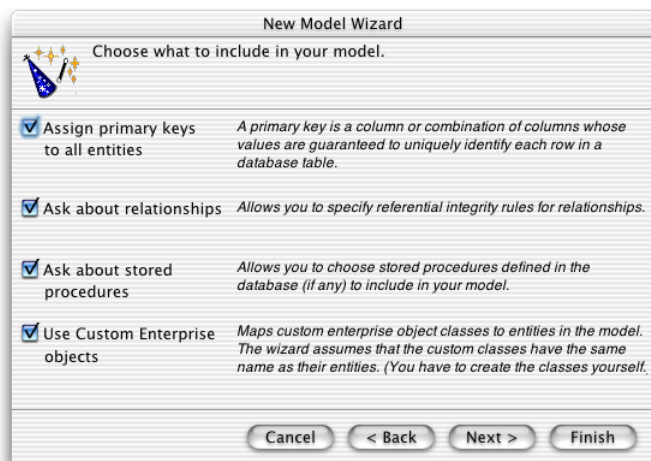 New Model Wizard
Choose what to include in your model.
Assign primary keys
to all entities
A primary key is a column or combination of columns whose
values are guaranteed to uniquely identify each row in a
database table.
Ask about relationships
Allows you to specify referential integrity rules for relationships.
Ask about stored
procedures
Allows you to choose stored procedures defined in the
database (if any) to include in your model.
Use Custom Enterprise
objects
Maps custom enterprise object classes to entities in the model.
The wizard assumes that the custom classes have the same
name as their entities. (You have to create the classes yourself.
Cancel
< Back
Next >
Finish